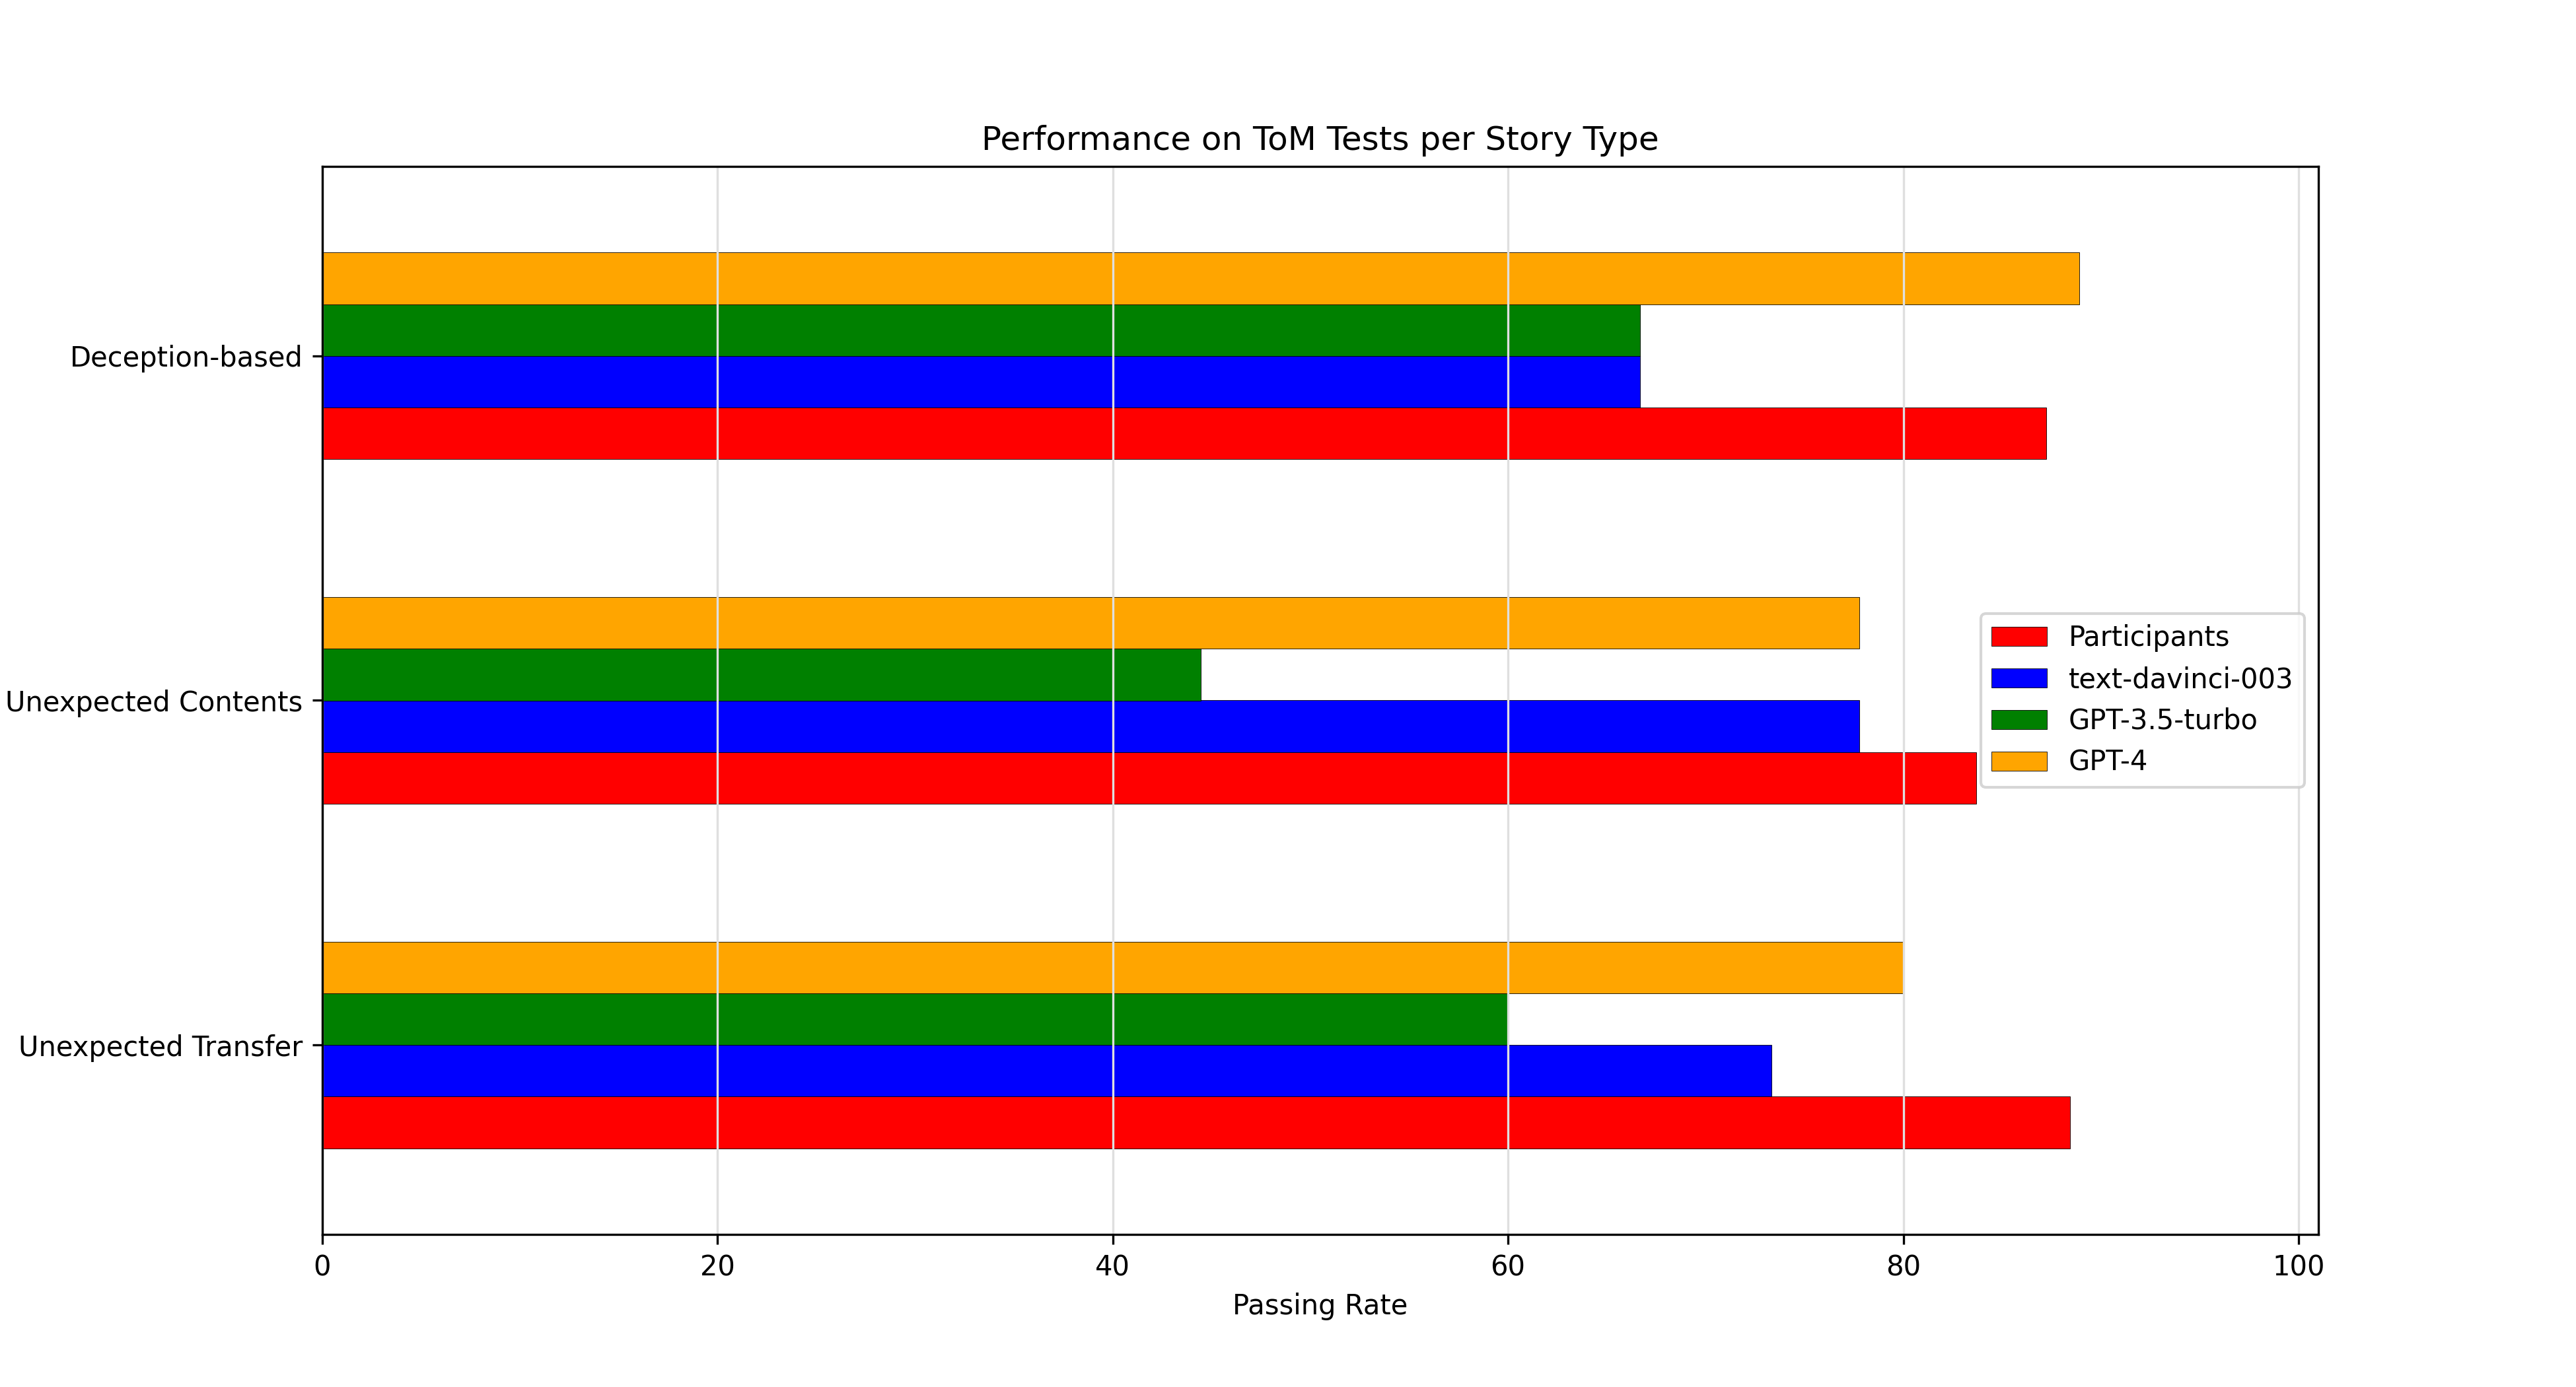 Performance on ToM Tests per Story Type
Deception-based
Unexpected Contents
Unexpected Transfer
Participants
text-davinci-003
GPT-3.5-turbo
GPT-4
0 20 40 60 80 100
Passing Rate